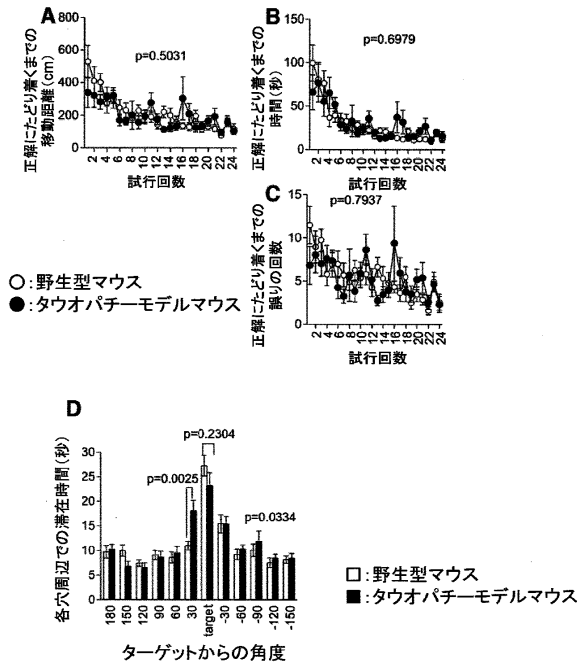 A
正解にたどり着くまでの
移動距離(cm)
800
600
400
200
0
p=0.5031
2 4 6 8 10 12 14 16 18 20 22 24
試行回数
B
正解にたどり着くまでの
時間(秒)
150
100
50
0
p=0.6979
2 4 6 8 10 12 14 16 18 20 22 24
試行回数
C
正解にたどり着くまでの
誤りの回数
15
10
5
0
p=0.7937
2 4 6 8 10 12 14 16 18 20 22 24
試行回数
○:野生型マウス
●:タウオパチーモデルマウス
D
各穴周辺での滞在時間(秒)
30
25
20
15
10
5
0
p=0.2304
p=0.0025
p=0.0334
180 150 120 90 60 30 target -30 -60 -90 -120 -150
ターゲットからの角度
□:野生型マウス
■:タウオパチーモデルマウス